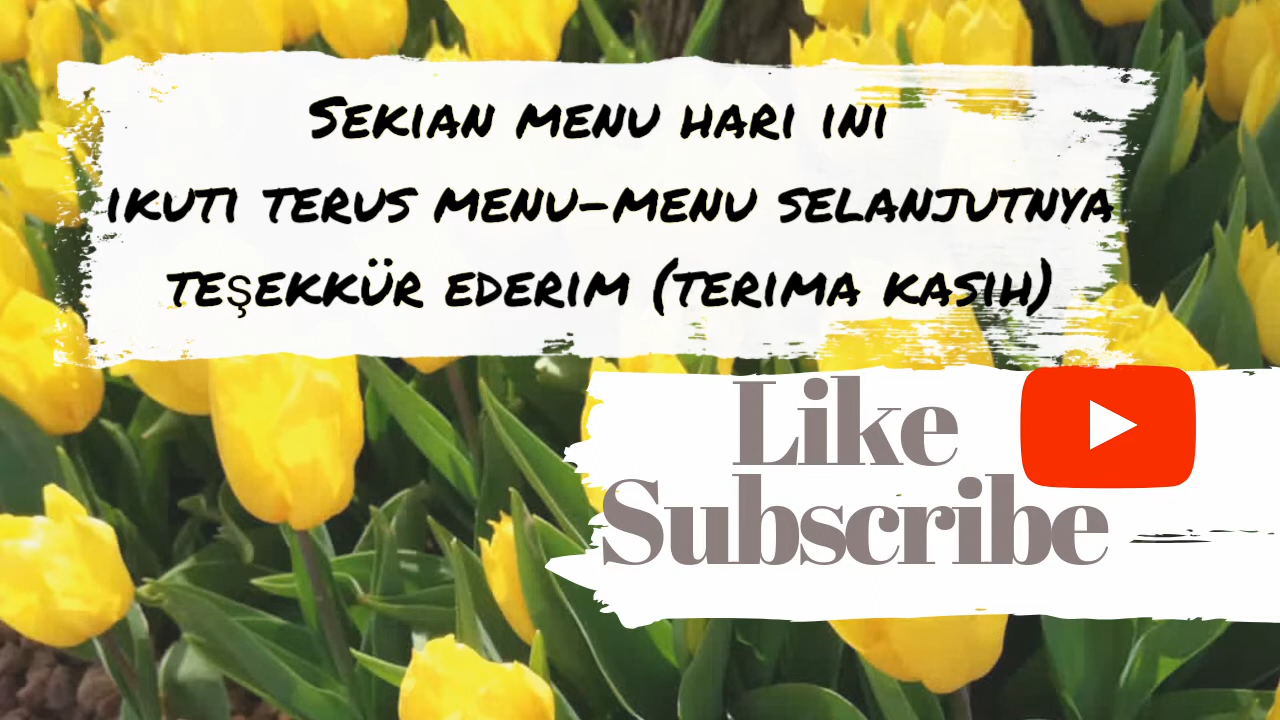 Sekian menu hari ini
ikuti terus menu-menu selanjutnya
teşekkür ederim (terima kasih)
Like
Subscribe